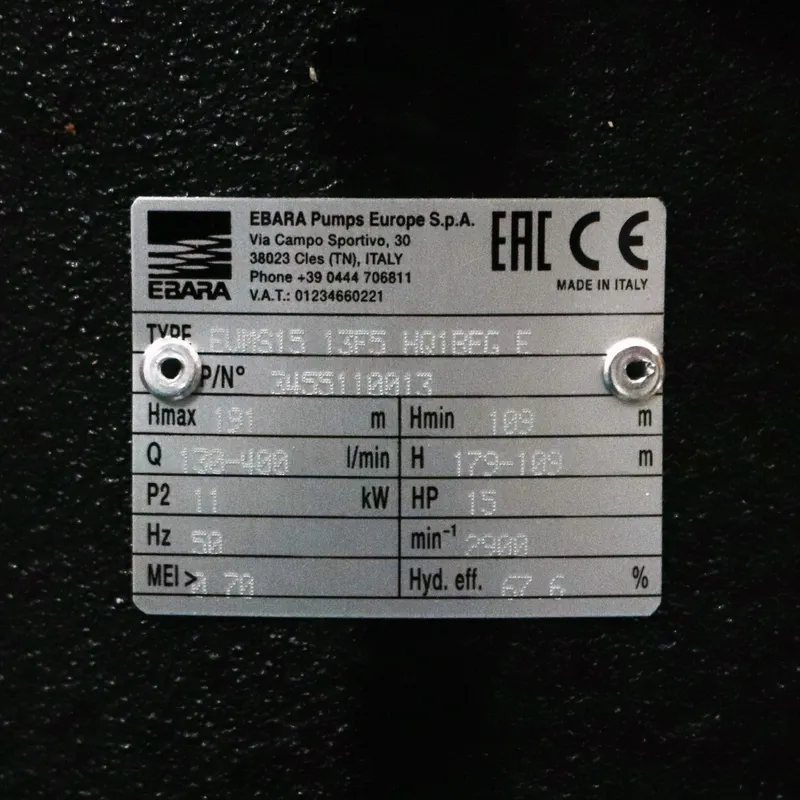 EBARA
EBARA Pumps Europe S.p.A.
Via Campo Sportivo, 30
38023 Cles (TN), ITALY
Phone +39 0444 706811
V.A.T.: 01234660221
EAC CE
MADE IN ITALY
TYPE EVMS15 13F5 HQ1BEG E
P/N° 3455110013
Hmax 191 m Hmin 109 m
Q 130-400 l/min H 179-109 m
P2 11 kW HP 15
Hz 50 min⁻¹ 2900
MEI > 0.70 Hyd. eff. 67.6 %